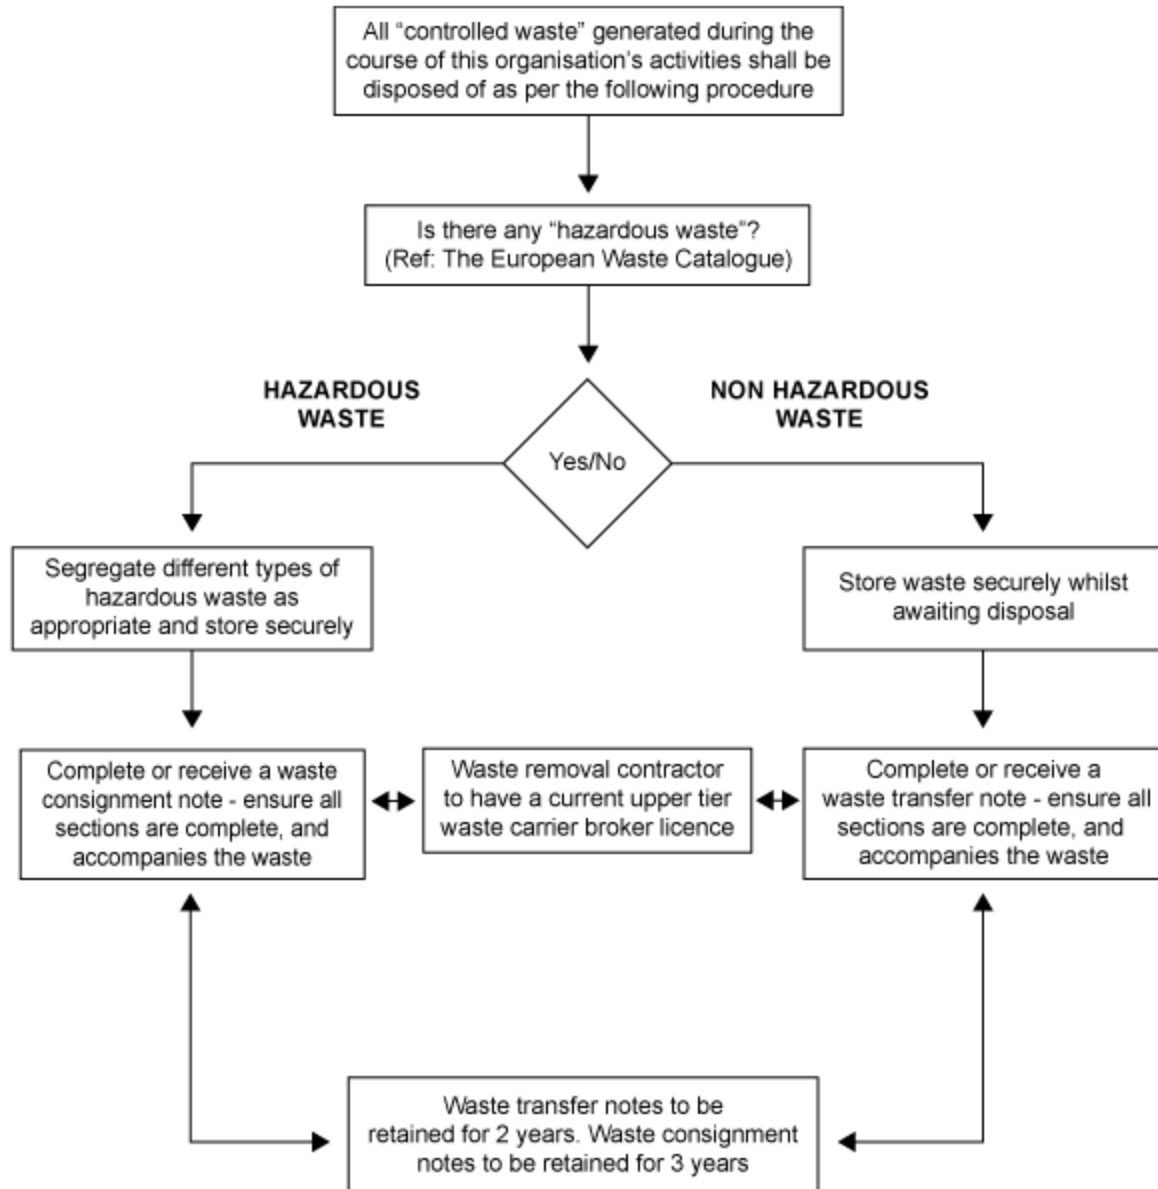 All “controlled waste” generated during the
course of this organisation’s activities shall be
disposed of as per the following procedure
Is there any “hazardous waste”?
(Ref: The European Waste Catalogue)
HAZARDOUS
WASTE
NON HAZARDOUS
WASTE
Yes/No
Segregate different types of
hazardous waste as
appropriate and store securely
Store waste securely whilst
awaiting disposal
Complete or receive a waste
consignment note - ensure all
sections are complete, and
accompanies the waste
Waste removal contractor
to have a current upper tier
waste carrier broker licence
Complete or receive a
waste transfer note - ensure all
sections are complete, and
accompanies the waste
Waste transfer notes to be
retained for 2 years. Waste consignment
notes to be retained for 3 years